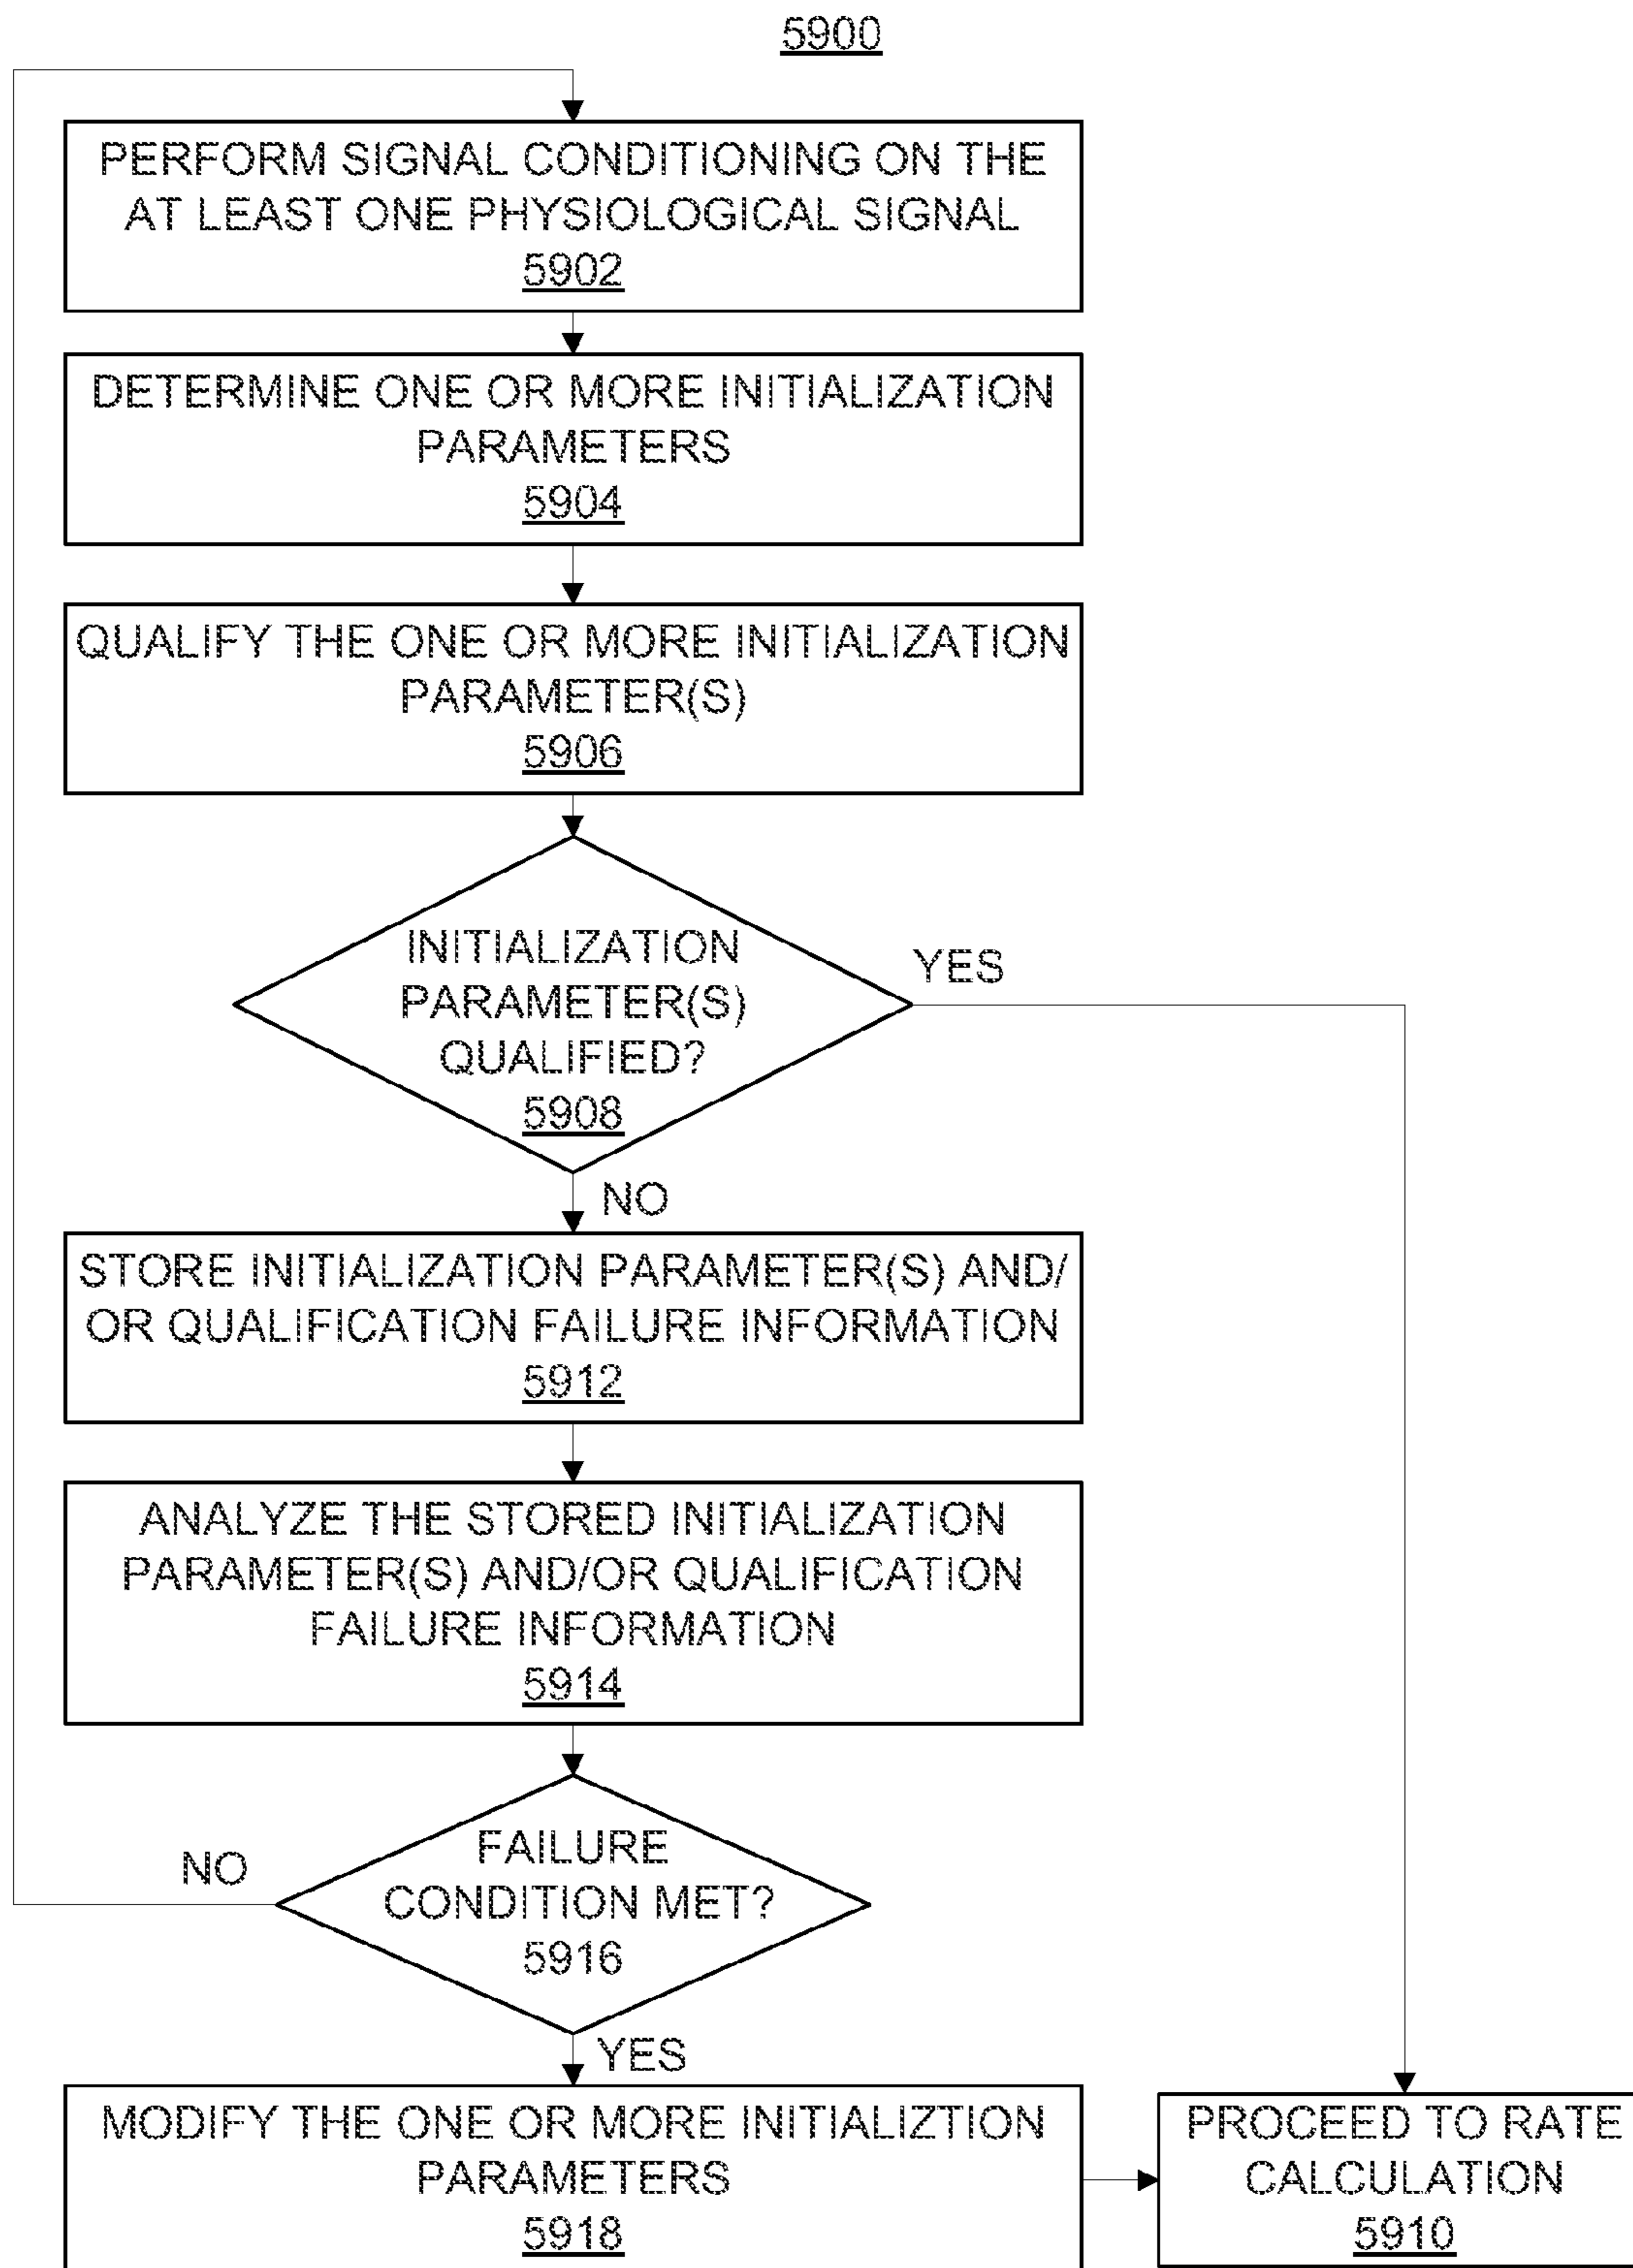 5900
PERFORM SIGNAL CONDITIONING ON THE
AT LEAST ONE PHYSIOLOGICAL SIGNAL
5902
DETERMINE ONE OR MORE INITIALIZATION
PARAMETERS
5904
QUALIFY THE ONE OR MORE INITIALIZATION
PARAMETER(S)
5906
INITIALIZATION
PARAMETER(S)
QUALIFIED?
5908
YES
NO
STORE INITIALIZATION PARAMETER(S) AND/
OR QUALIFICATION FAILURE INFORMATION
5912
ANALYZE THE STORED INITIALIZATION
PARAMETER(S) AND/OR QUALIFICATION
FAILURE INFORMATION
5914
FAILURE
CONDITION MET?
5916
NO
YES
MODIFY THE ONE OR MORE INITIALIZTION
PARAMETERS
5918
PROCEED TO RATE
CALCULATION
5910